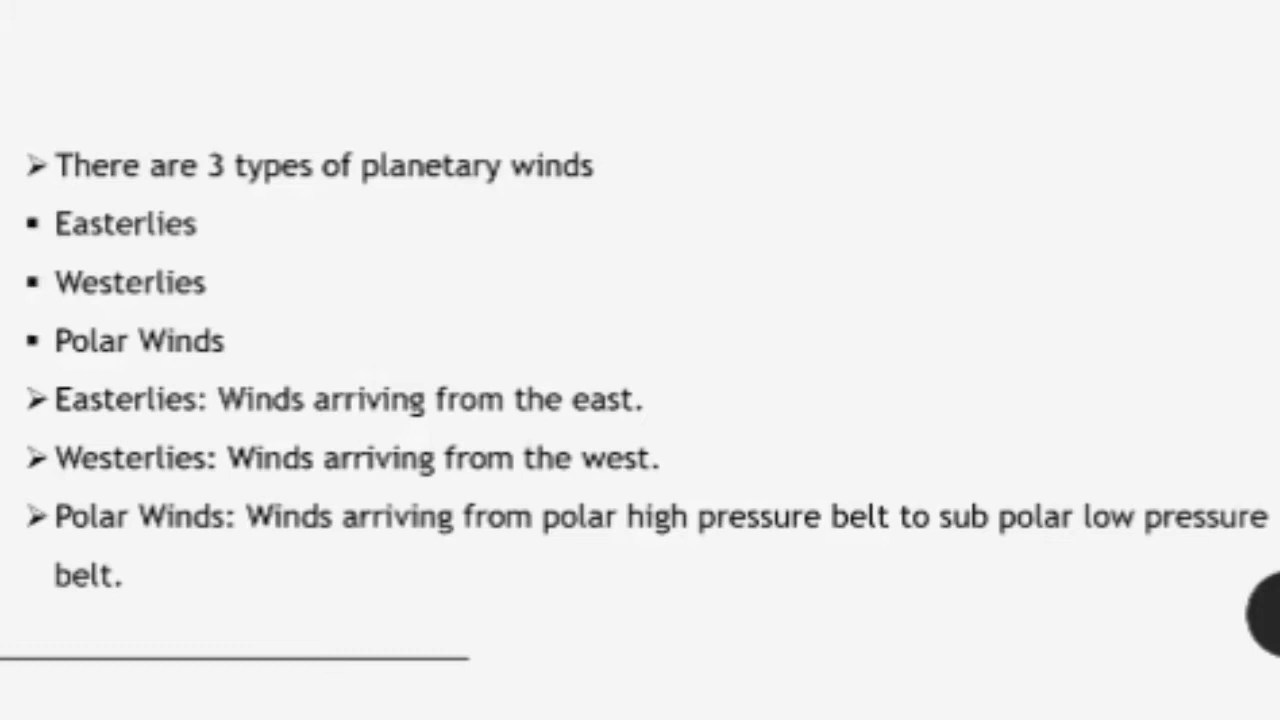 ➢ There are 3 types of planetary winds
▪ Easterlies
▪ Westerlies
▪ Polar Winds
➢ Easterlies: Winds arriving from the east.
➢ Westerlies: Winds arriving from the west.
➢ Polar Winds: Winds arriving from polar high pressure belt to sub polar low pressure
belt.